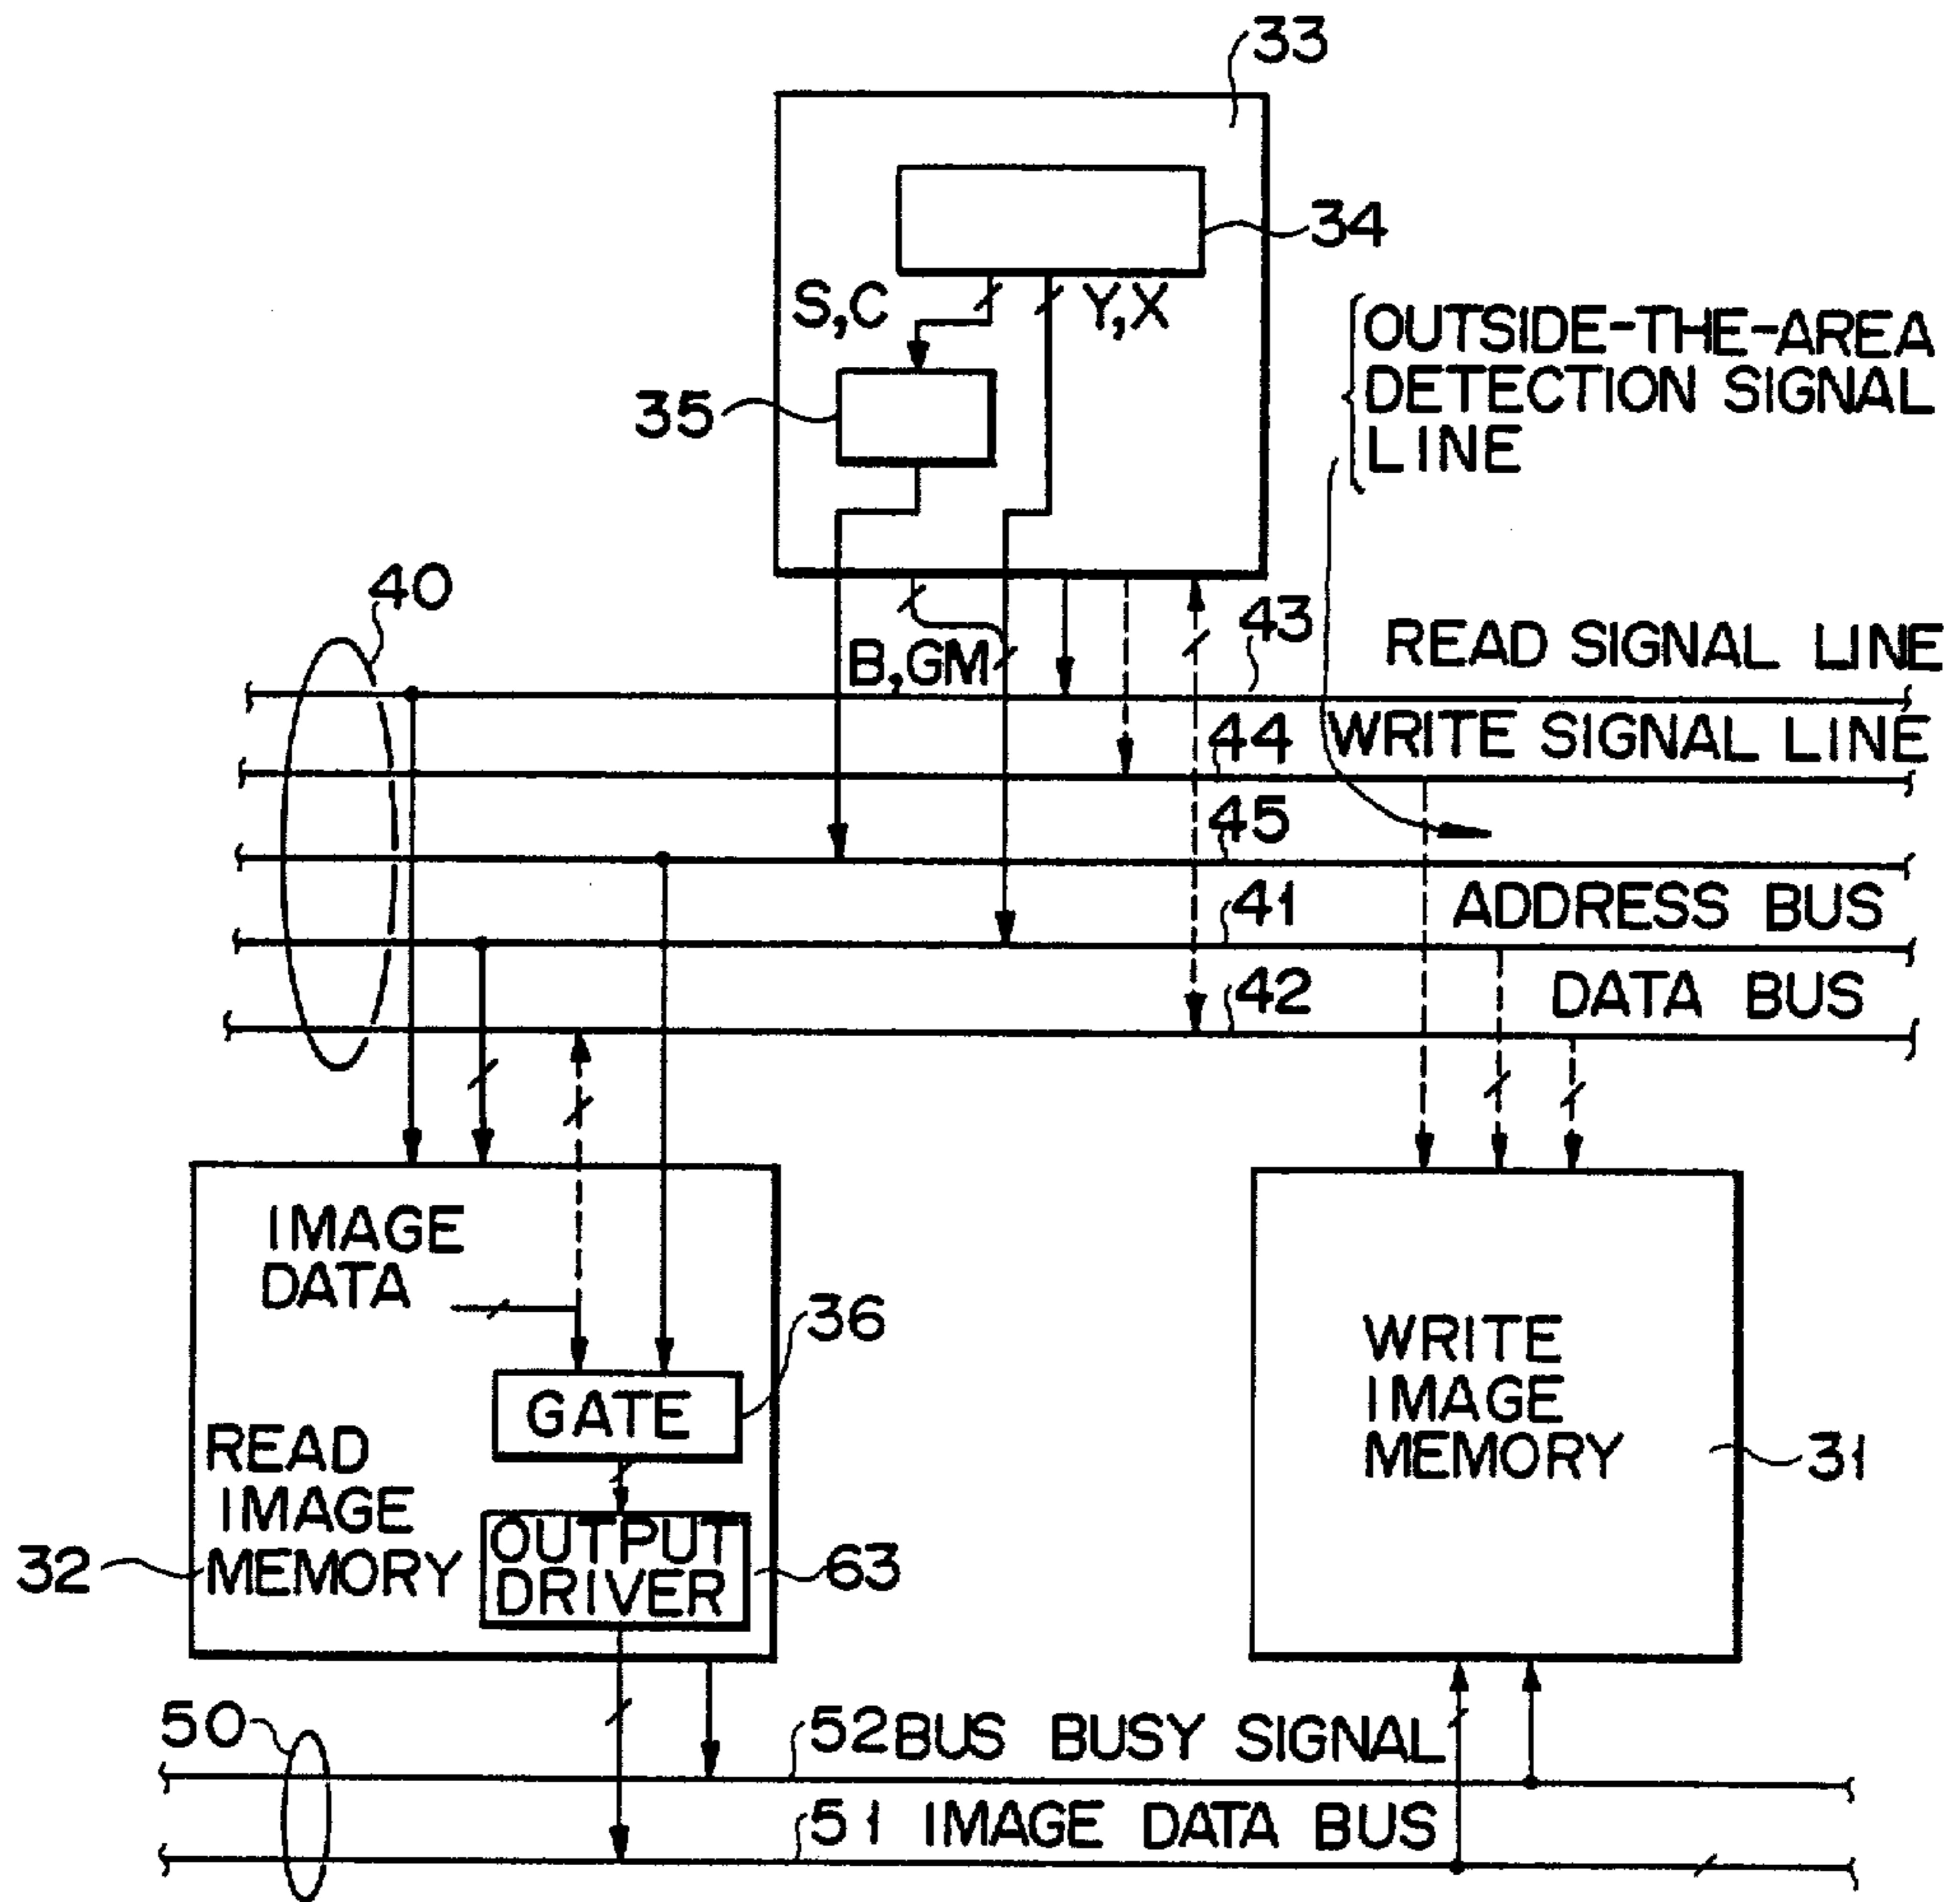 33
34
S,C
Y,X
OUTSIDE-THE-AREA
DETECTION SIGNAL
LINE
35
40
43
READ SIGNAL LINE
B,GM
44
WRITE SIGNAL LINE
45
41
ADDRESS BUS
42
DATA BUS
IMAGE
DATA
36
GATE
READ
IMAGE
MEMORY
32
OUTPUT
DRIVER
63
WRITE
IMAGE
MEMORY
31
50
52 BUS BUSY SIGNAL
51 IMAGE DATA BUS